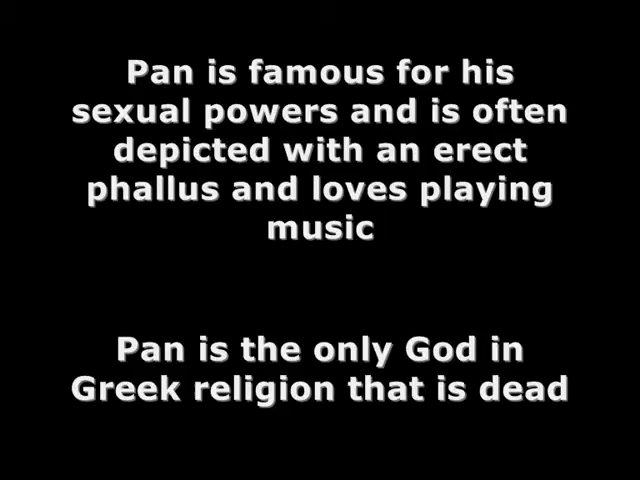 Pan is famous for his
sexual powers and is often
depicted with an erect
phallus and loves playing
music
Pan is the only God in
Greek religion that is dead